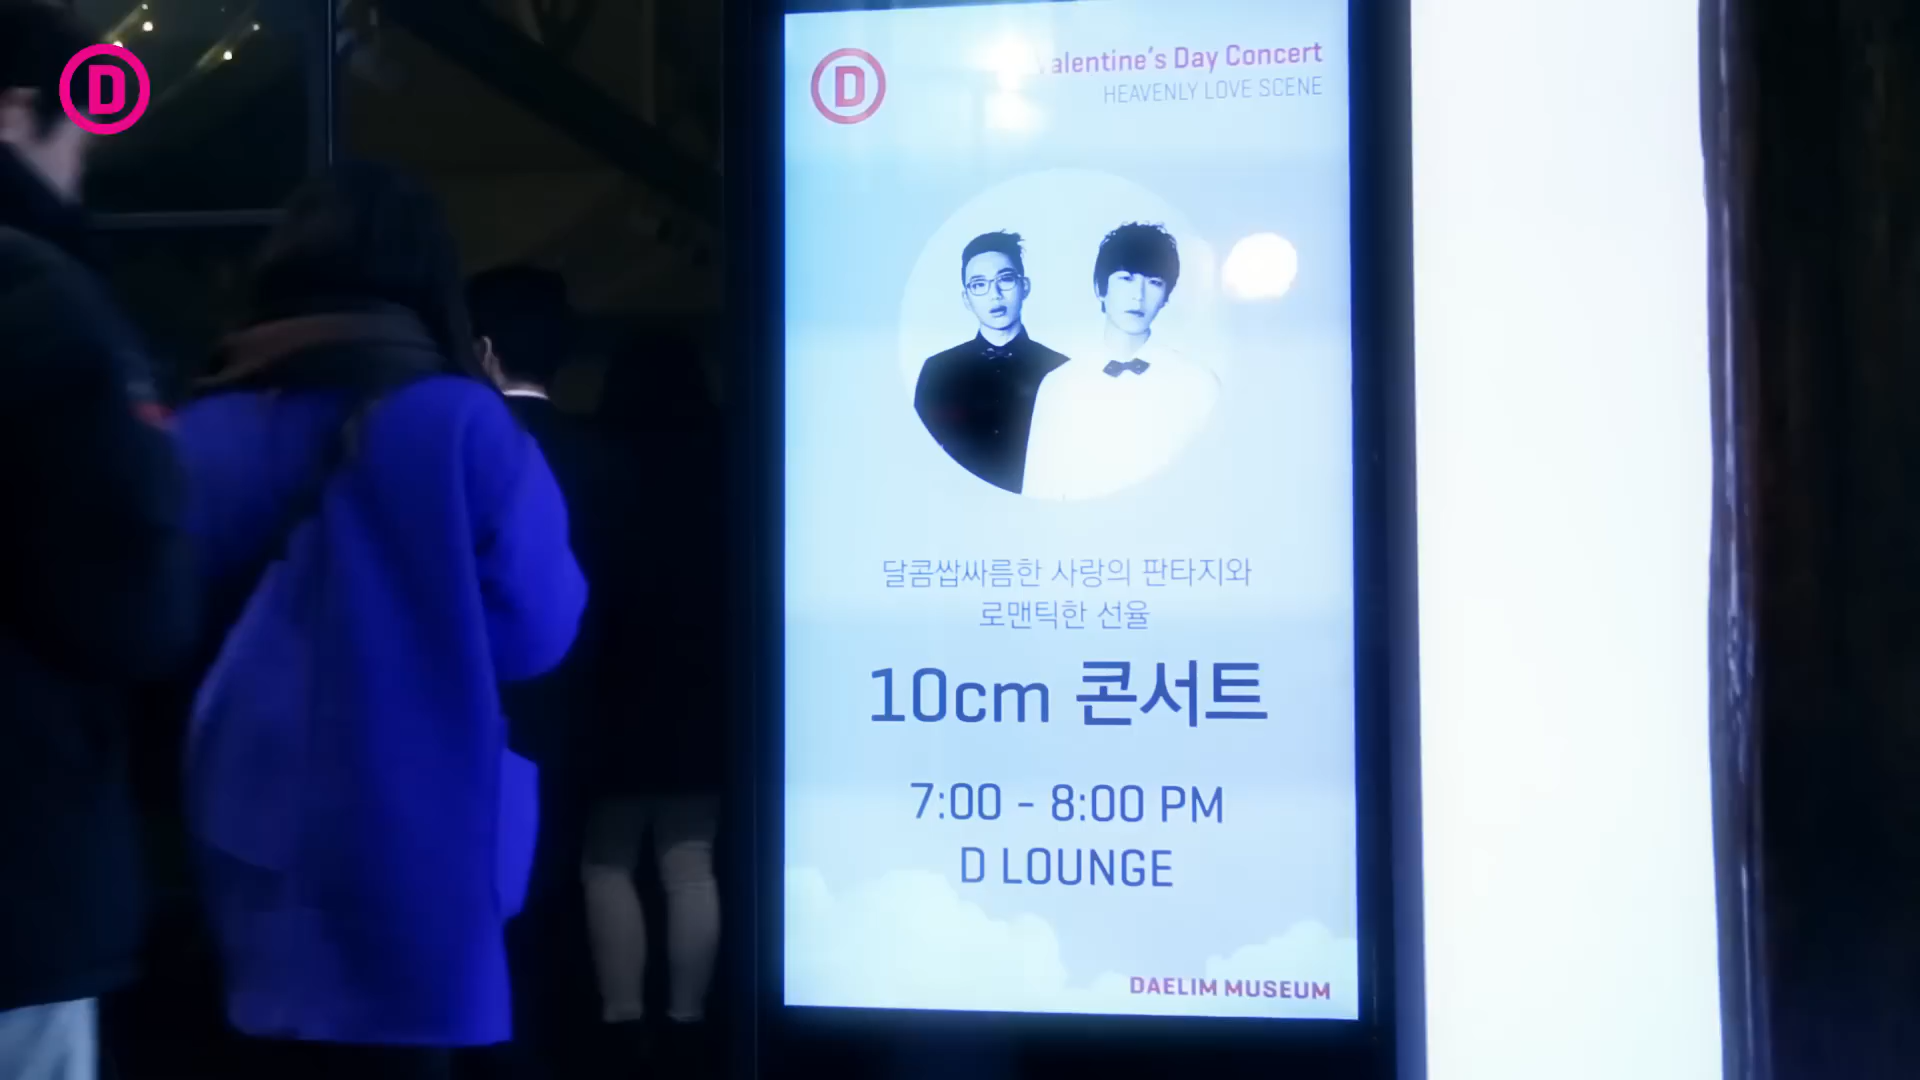 D
D
Valentine's Day Concert
HEAVENLY LOVE SCENE
달콤쌉싸름한 사랑의 판타지와
로맨틱한 선율
10cm 콘서트
7:00 - 8:00 PM
D LOUNGE
DAELIM MUSEUM